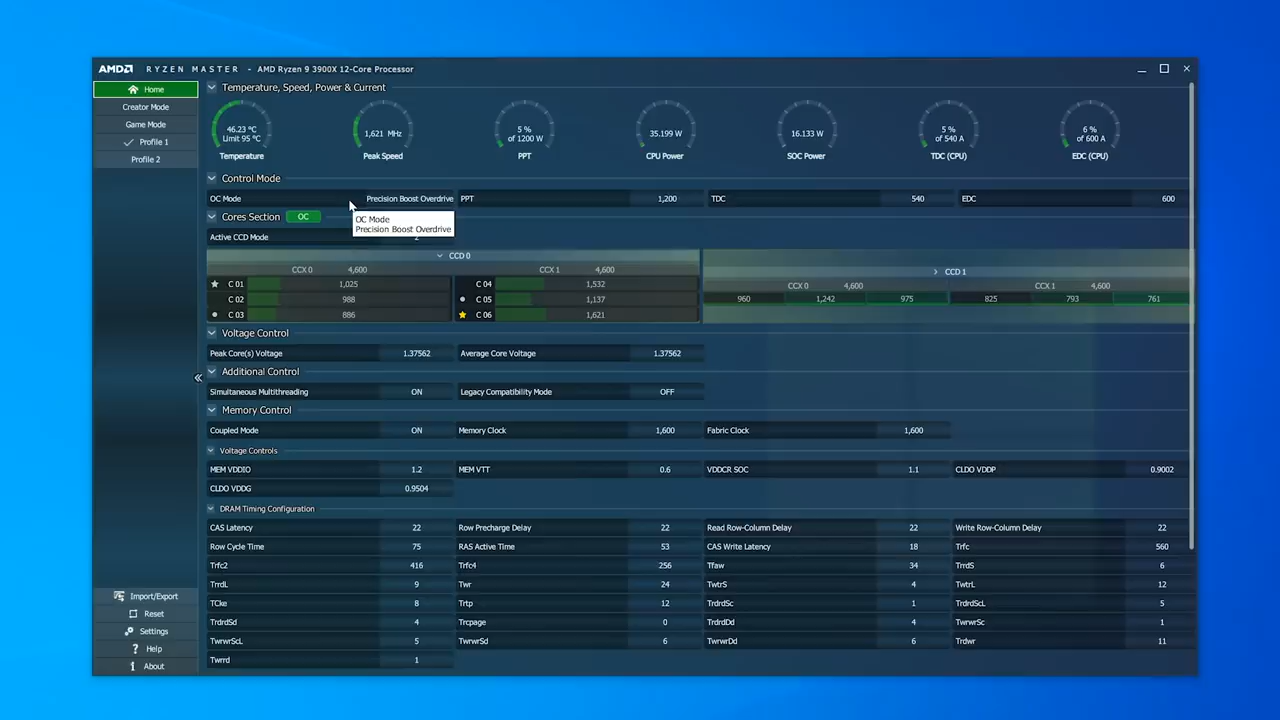 AMD RYZEN MASTER - AMD Ryzen 9 3900X 12-Core Processor
Home
Creator Mode
Game Mode
Profile 1
Profile 2
Import/Export
Reset
Settings
Help
About
Temperature, Speed, Power & Current
46.23 °C 1,621 MHz 5 % 35.199 W 16.133 W 5 % 6 %
Limit 95 °C of 1200 W of 540 A of 600 A
Temperature Peak Speed PPT CPU Power SOC Power TDC (CPU) EDC (CPU)
Control Mode
OC Mode Precision Boost Overdrive PPT 1,200 TDC 540 EDC 600
Cores Section OC
OC Mode
Precision Boost Overdrive
Active CCD Mode 2
CCD 0
CCX 0 4,600 CCX 1 4,600
C 01 1,025 C 04 1,532
C 02 988 C 05 1,137
C 03 886 C 06 1,621
CCD 1
CCX 0 4,600 CCX 1 4,600
960 1,242 975 825 793 761
Voltage Control
Peak Core(s) Voltage 1.37562 Average Core Voltage 1.37562
Additional Control
Simultaneous Multithreading ON Legacy Compatibility Mode OFF
Memory Control
Coupled Mode ON Memory Clock 1,600 Fabric Clock 1,600
Voltage Controls
MEM VDDIO 1.2 MEM VTT 0.6 VDDCR SOC 1.1 CLDO VDDP 0.9002
CLDO VDDG 0.9504
DRAM Timing Configuration
CAS Latency 22 Row Precharge Delay 22 Read Row-Column Delay 22 Write Row-Column Delay 22
Row Cycle Time 75 RAS Active Time 53 CAS Write Latency 18 Trfc 560
Trfc2 416 Trfc4 256 Tfaw 34 TrrdS 6
TrrdL 9 Twr 24 TwtrS 4 TwtrL 12
TCke 8 Trtp 12 TrdrdSc 1 TrdrdScL 5
TrdrdSd 4 Trcpage 0 TrdrdDd 4 TwrwrSc 1
TwrwrScL 5 TwrwrSd 6 TwrwrDd 6 Trdwr 11
Twrrd 1